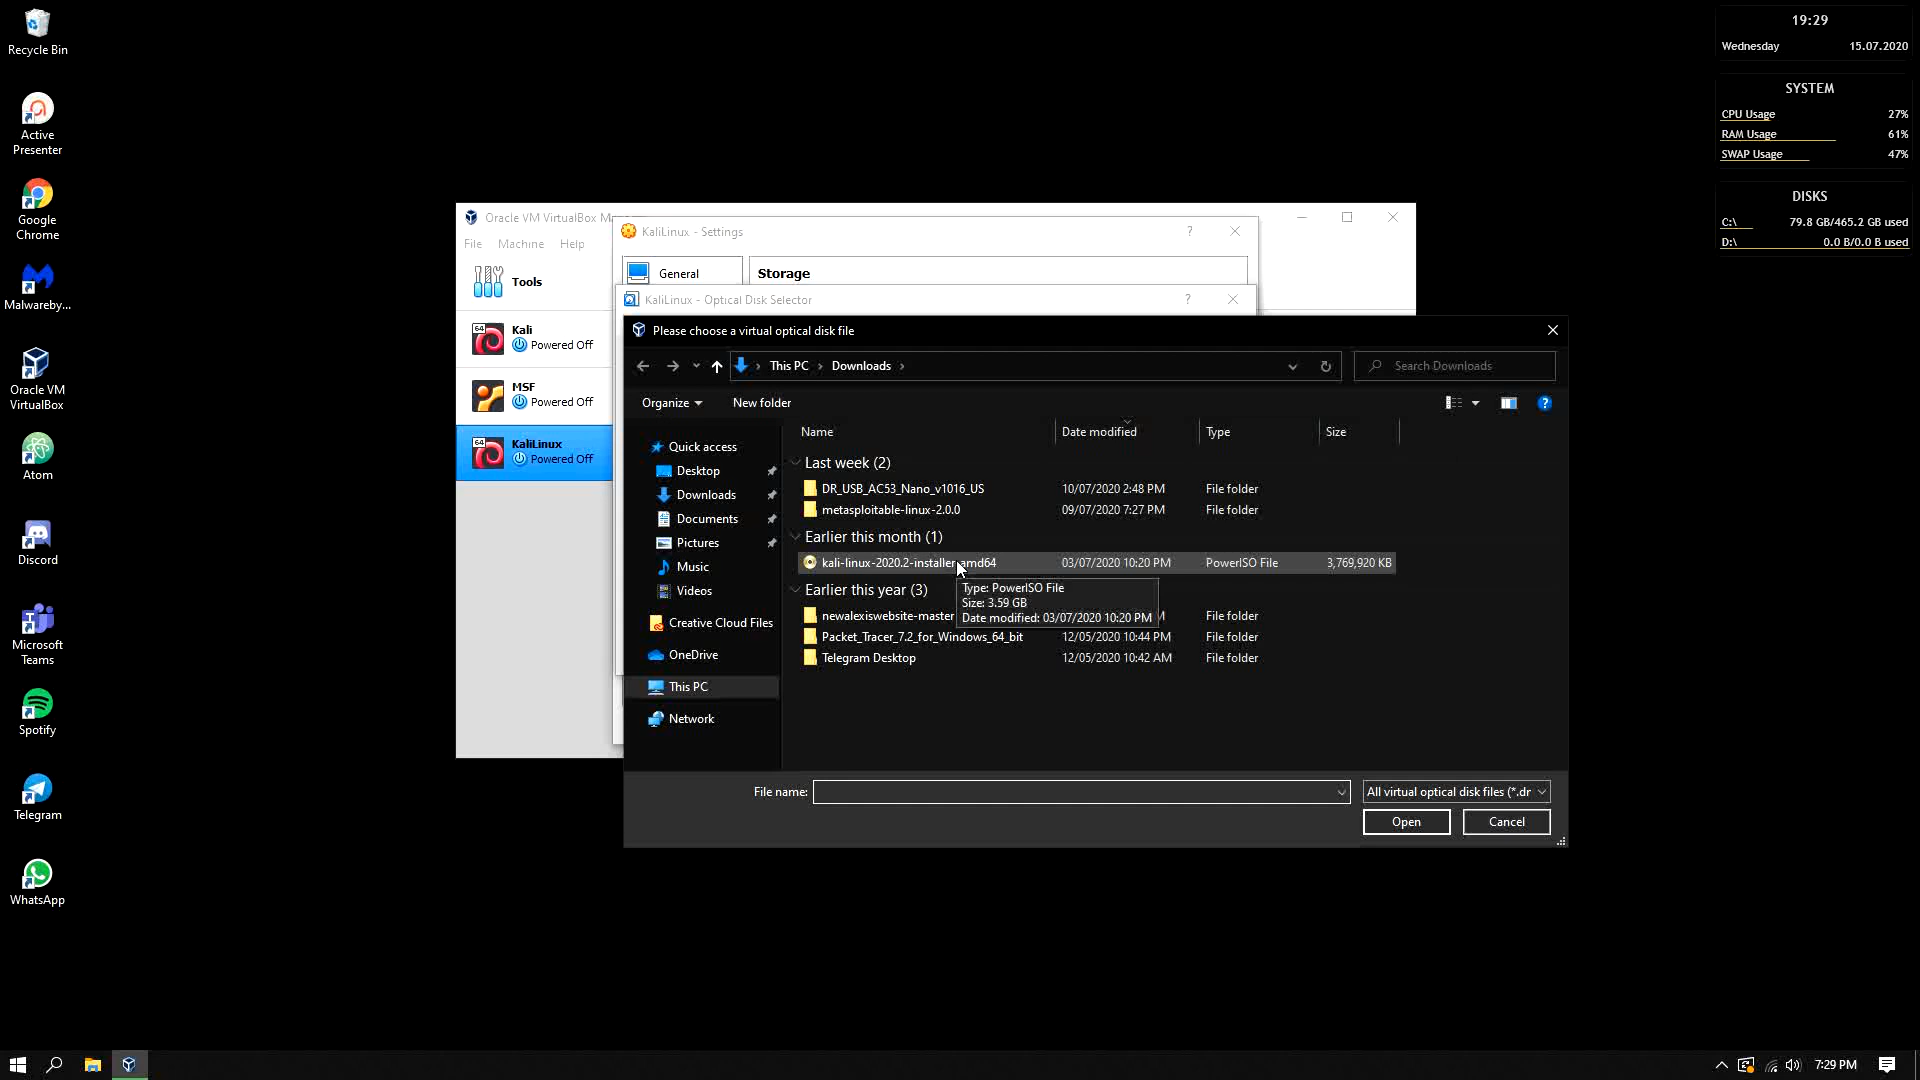 Recycle Bin
Active
Presenter
Google
Chrome
Malwareby...
Oracle VM
VirtualBox
Atom
Discord
Microsoft
Teams
Spotify
Telegram
WhatsApp
19:29
Wednesday 15.07.2020
SYSTEM
CPU Usage 27%
RAM Usage 61%
SWAP Usage 47%
DISKS
C:\ 79.8 GB/465.2 GB used
D:\ 0.0 B/0.0 B used
Oracle VM VirtualBox M
File Machine Help
Tools
64
Kali
Powered Off
MSF
Powered Off
64
KaliLinux
Powered Off
KaliLinux - Settings ?
General
Storage
KaliLinux - Optical Disk Selector ?
Please choose a virtual optical disk file
This PC › Downloads ›
Search Downloads
Organize New folder ?
Quick access
Desktop
Downloads
Documents
Pictures
Music
Videos
Creative Cloud Files
OneDrive
This PC
Network
Name Date modified Type Size
Last week (2)
DR_USB_AC53_Nano_v1016_US 10/07/2020 2:48 PM File folder
metasploitable-linux-2.0.0 09/07/2020 7:27 PM File folder
Earlier this month (1)
kali-linux-2020.2-installer-amd64 03/07/2020 10:20 PM PowerISO File 3,769,920 KB
Earlier this year (3)
Type: PowerISO File
Size: 3.59 GB
Date modified: 03/07/2020 10:20 PM
newalexiswebsite-master File folder
Packet_Tracer_7.2_for_Windows_64_bit 12/05/2020 10:44 PM File folder
Telegram Desktop 12/05/2020 10:42 AM File folder
File name:
All virtual optical disk files (*.dr
Open Cancel
7:29 PM